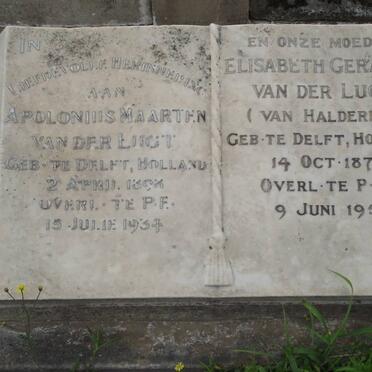 IN
LIEFDEVOLLE HERINNERING
AAN
APOLONIUS MAARTEN
VAN DER LUGT
GEB·TE DELFT, HOLLAND
2 APRIL
OVERL·TE P.E.
15 JULIE 1934
EN ONZE MOED
ELISABETH GER
VAN DER LUG
( VAN HALDER
GEB·TE DELFT, HO
14 OCT·187
OVERL·TE P·
9 JUNI 19